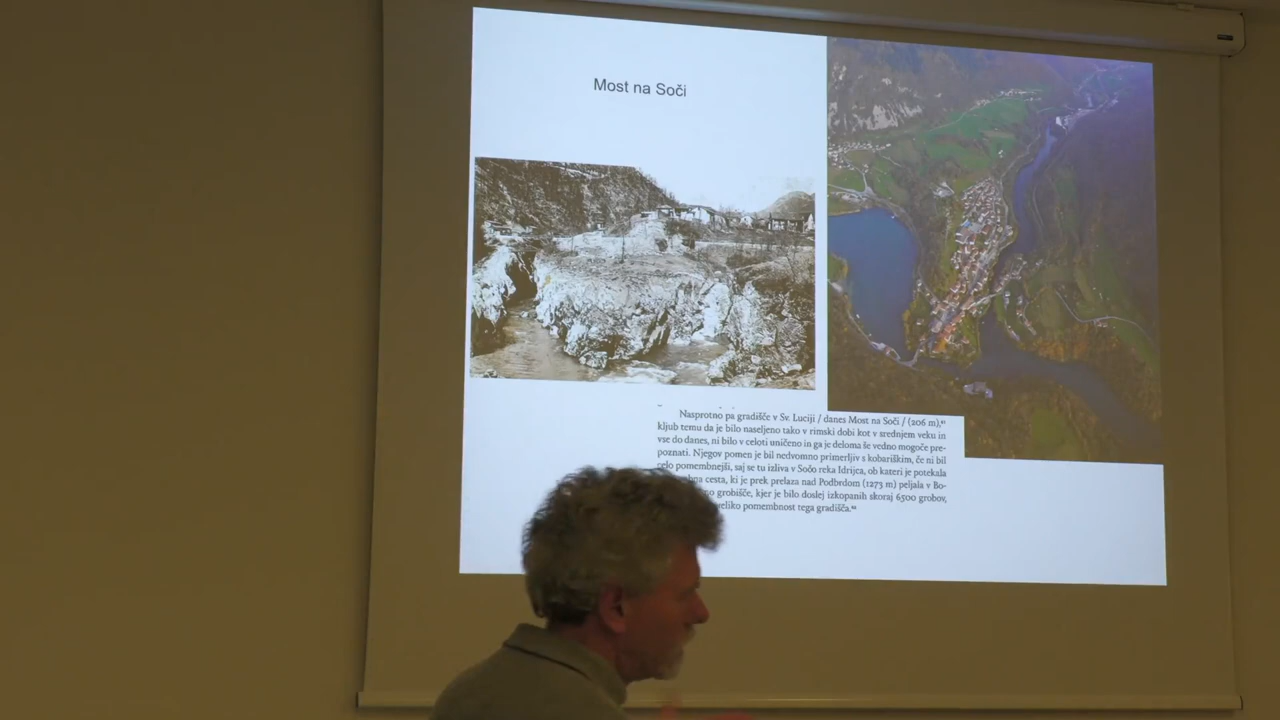 Most na Soči
Nasprotno pa gradišče v Sv. Luciji / danes Most na Soči / (206 m),
kljub temu da je bilo naseljeno tako v rimski dobi kot v srednjem veku in
vse do danes, ni bilo v celoti uničeno in ga je deloma še vedno mogoče pre-
poznati. Njegov pomen je bil nedvomno primerljiv s kobariškim, če ni bil
celo pomembnejši, saj se tu izliva v Sočo reka Idrijca, ob kateri je potekala
cesta, ki je prek prelaza nad Podbrdom (1273 m) peljala v Bo-
grobišče, kjer je bilo doslej izkopanih skoraj 6500 grobov,
veliko pomembnost tega gradišča.